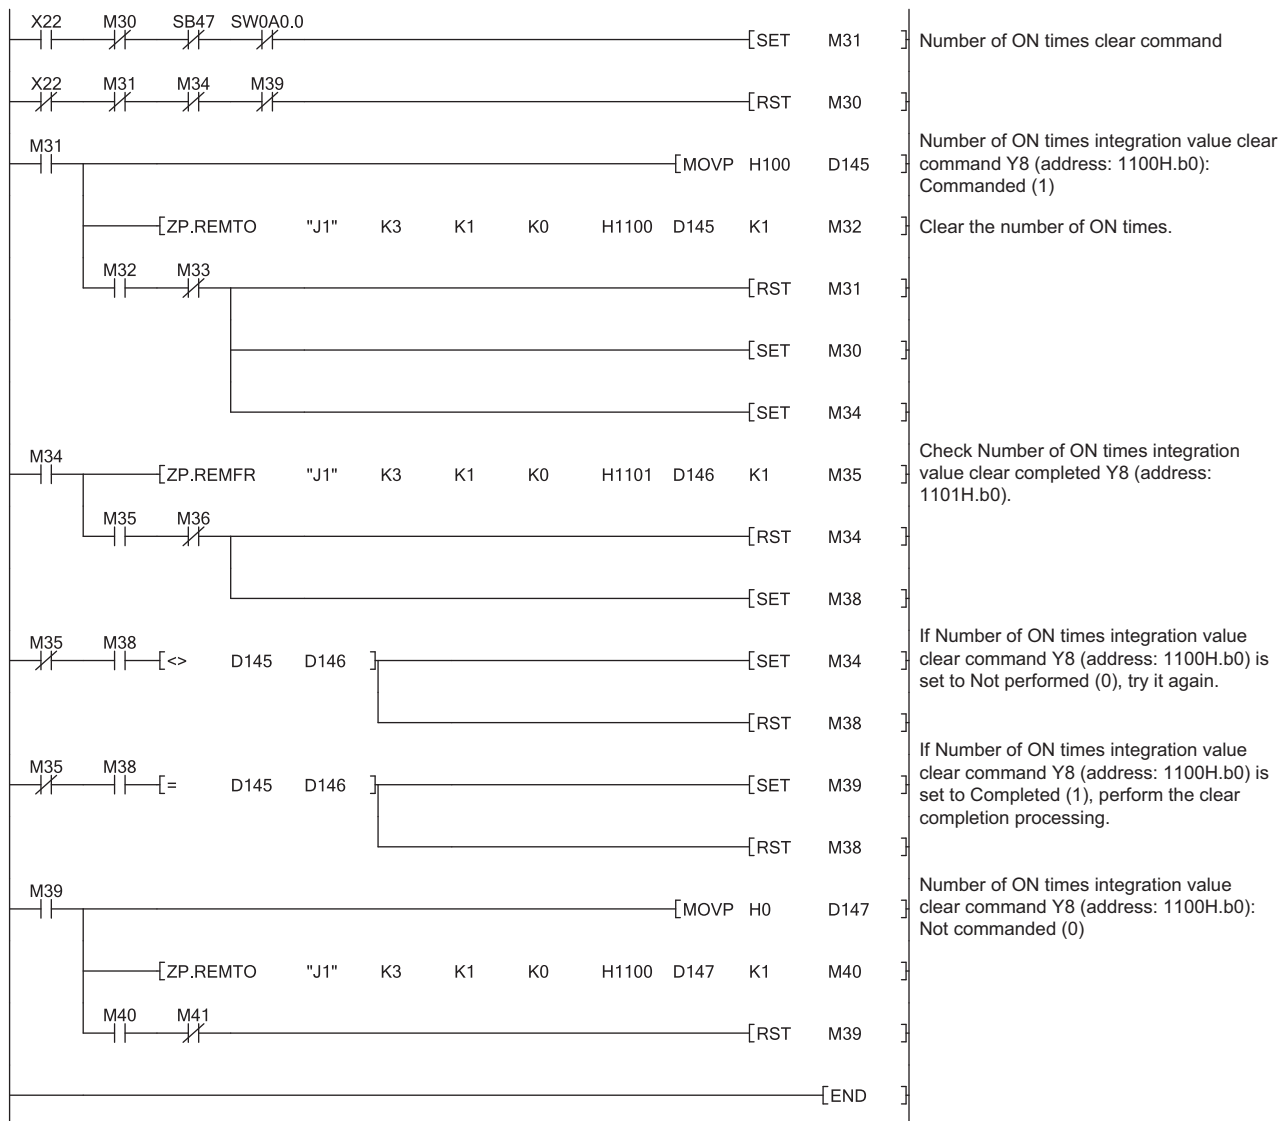 X22 M30 SB47 SW0A0.0
[SET M31 ] Number of ON times clear command
X22 M31 M34 M39
[RST M30 ]
M31
[MOVP H100 D145 ]
Number of ON times integration value clear
command Y8 (address: 1100H.b0):
Commanded (1)
[ZP.REMTO "J1" K3 K1 K0 H1100 D145 K1 M32 ] Clear the number of ON times.
M32 M33
[RST M31 ]
[SET M30 ]
[SET M34 ]
M34
[ZP.REMFR "J1" K3 K1 K0 H1101 D146 K1 M35 ]
Check Number of ON times integration
value clear completed Y8 (address:
1101H.b0).
M35 M36
[RST M34 ]
[SET M38 ]
M35 M38
[<> D145 D146 ] [SET M34 ]
If Number of ON times integration value
clear command Y8 (address: 1100H.b0) is
set to Not performed (0), try it again.
[RST M38 ]
M35 M38
[= D145 D146 ] [SET M39 ]
If Number of ON times integration value
clear command Y8 (address: 1100H.b0) is
set to Completed (1), perform the clear
completion processing.
[RST M38 ]
M39
[MOVP H0 D147 ]
Number of ON times integration value
clear command Y8 (address: 1100H.b0):
Not commanded (0)
[ZP.REMTO "J1" K3 K1 K0 H1100 D147 K1 M40 ]
M40 M41
[RST M39 ]
[END ]